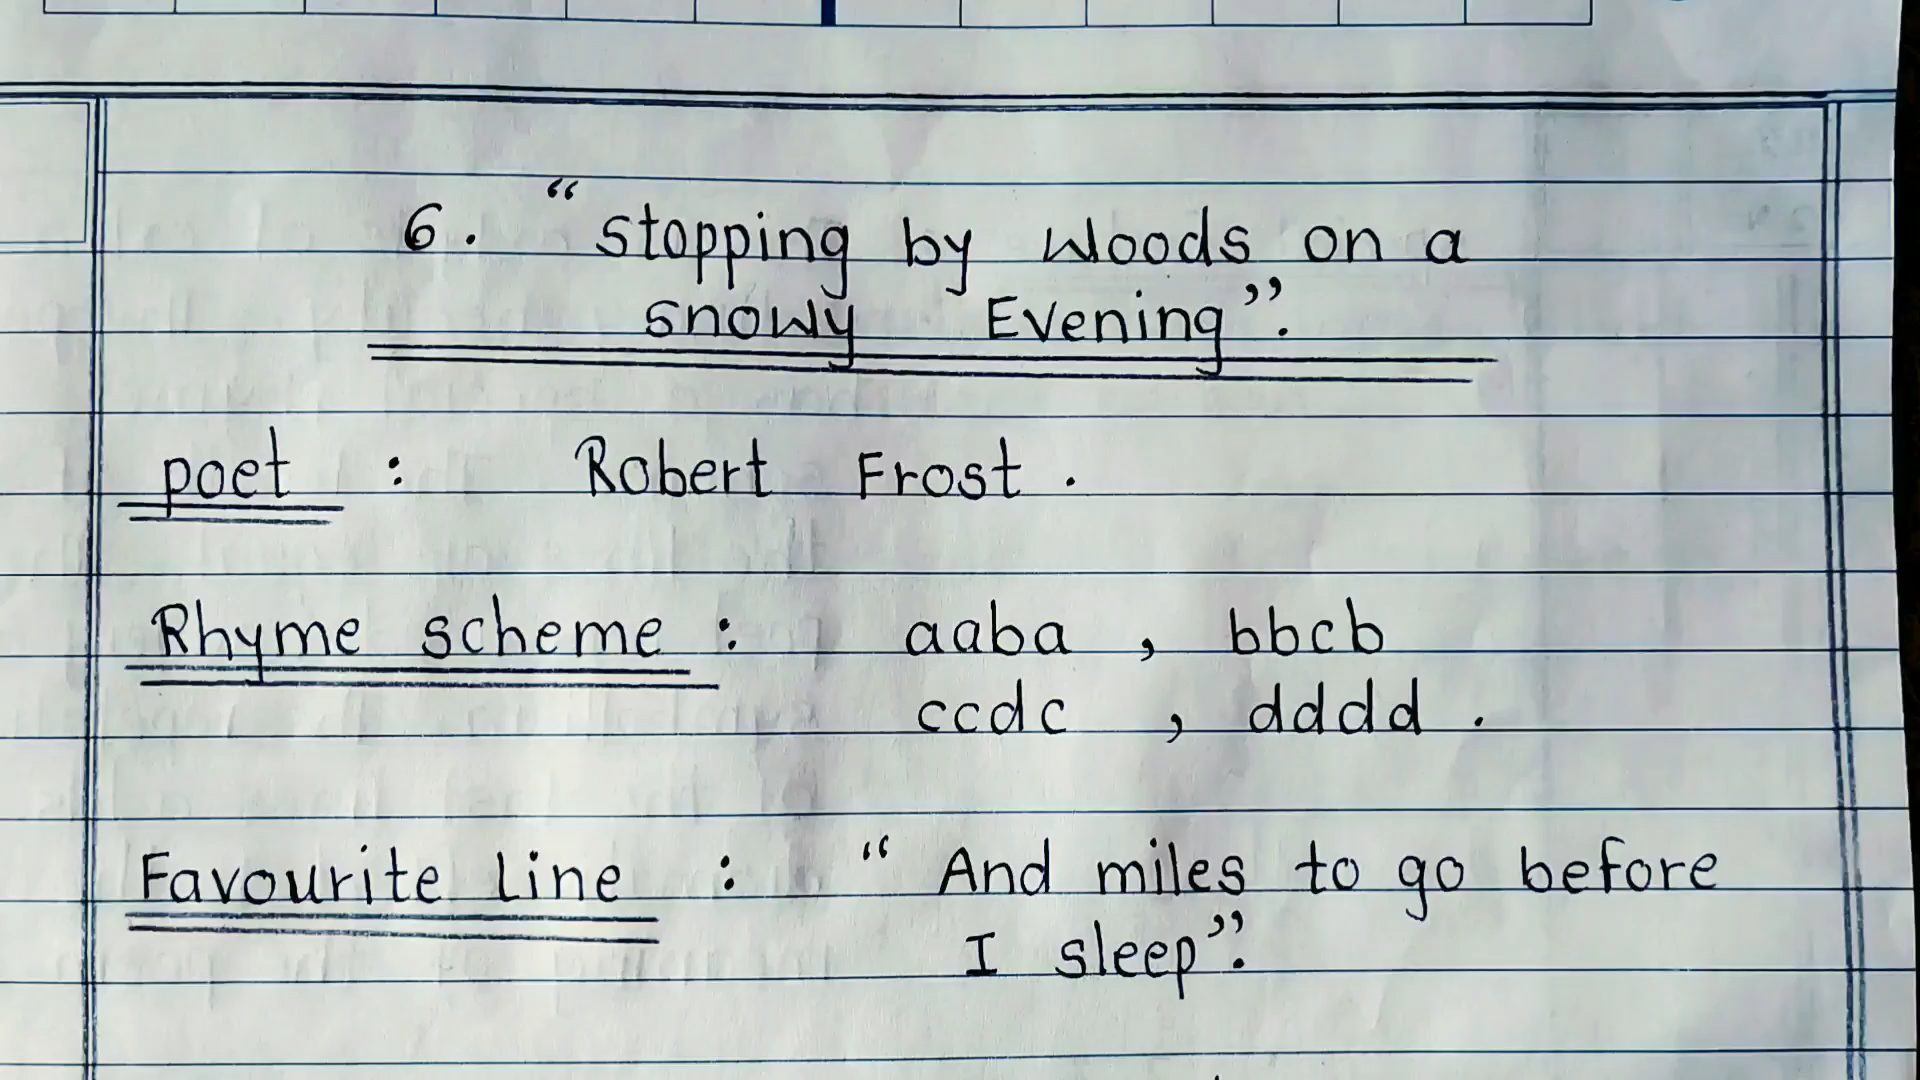 6. "Stopping by Woods on a
snowy Evening".
poet : Robert Frost.
Rhyme scheme : aaba , bbcb
ccdc , dddd .
Favourite Line : "And miles to go before
I sleep".